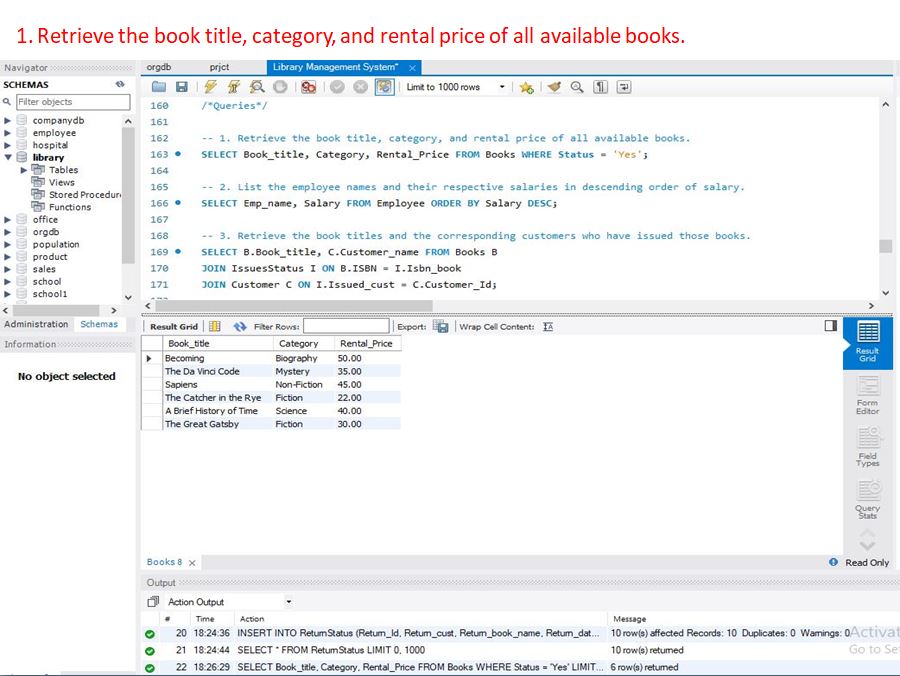 1. Retrieve the book title, category, and rental price of all available books.
Navigator
SCHEMAS
Filter objects
companydb
employee
hospital
library
Tables
Views
Stored Procedur
Functions
office
orgdb
population
product
sales
school
school1
Administration Schemas
Information
No object selected
orgdb prjct Library Management System*
Limit to 1000 rows
160 /*Queries*/
161
162 -- 1. Retrieve the book title, category, and rental price of all available books.
163 SELECT Book_title, Category, Rental_Price FROM Books WHERE Status = 'Yes';
164
165 -- 2. List the employee names and their respective salaries in descending order of salary.
166 SELECT Emp_name, Salary FROM Employee ORDER BY Salary DESC;
167
168 -- 3. Retrieve the book titles and the corresponding customers who have issued those books.
169 SELECT B.Book_title, C.Customer_name FROM Books B
170 JOIN IssuesStatus I ON B.ISBN = I.Isbn_book
171 JOIN Customer C ON I.Issued_cust = C.Customer_Id;
Result Grid Filter Rows: Export: Wrap Cell Content:
Book_title Category Rental_Price
Becoming Biography 50.00
The Da Vinci Code Mystery 35.00
Sapiens Non-Fiction 45.00
The Catcher in the Rye Fiction 22.00
A Brief History of Time Science 40.00
The Great Gatsby Fiction 30.00
Result
Grid
Form
Editor
Field
Types
Query
Stats
Books 8 Read Only
Output
Action Output
# Time Action Message
20 18:24:36 INSERT INTO ReturnStatus (Return_Id, Return_cust, Return_book_name, Return_dat... 10 row(s) affected Records: 10 Duplicates: 0 Warnings: 0
21 18:24:44 SELECT * FROM ReturnStatus LIMIT 0, 1000 10 row(s) returned
22 18:26:29 SELECT Book_title, Category, Rental_Price FROM Books WHERE Status = 'Yes' LIMIT... 6 row(s) returned
Activat
Go to Se